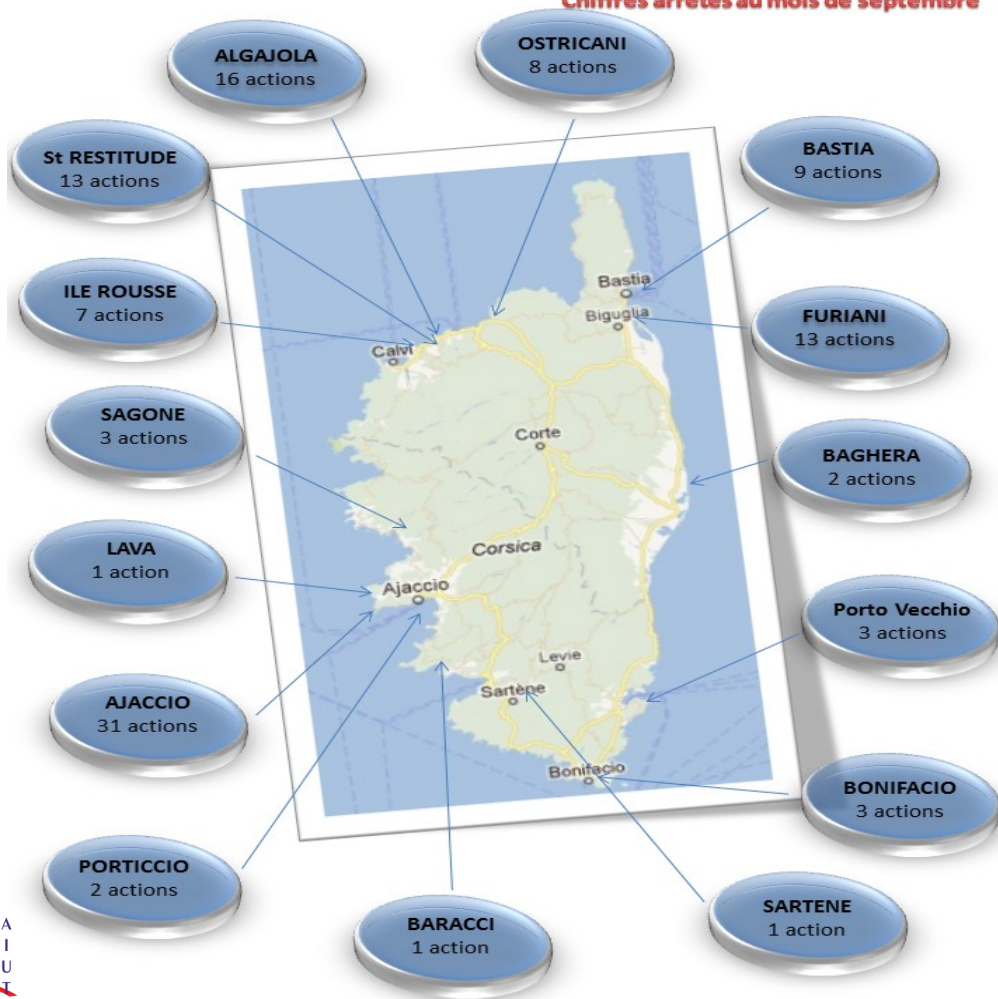 Chiffres arrêtés au mois de septembre
ALGAJOLA
16 actions
OSTRICANI
8 actions
St RESTITUDE
13 actions
BASTIA
9 actions
ILE ROUSSE
7 actions
FURIANI
13 actions
SAGONE
3 actions
BAGHERA
2 actions
LAVA
1 action
Porto Vecchio
3 actions
AJACCIO
31 actions
BONIFACIO
3 actions
PORTICCIO
2 actions
BARACCI
1 action
SARTENE
1 action
Bastia
Biguglia
Calvi
Corte
Corsica
Ajaccio
Levie
Sartène
Bonifacio
A
I
U
T